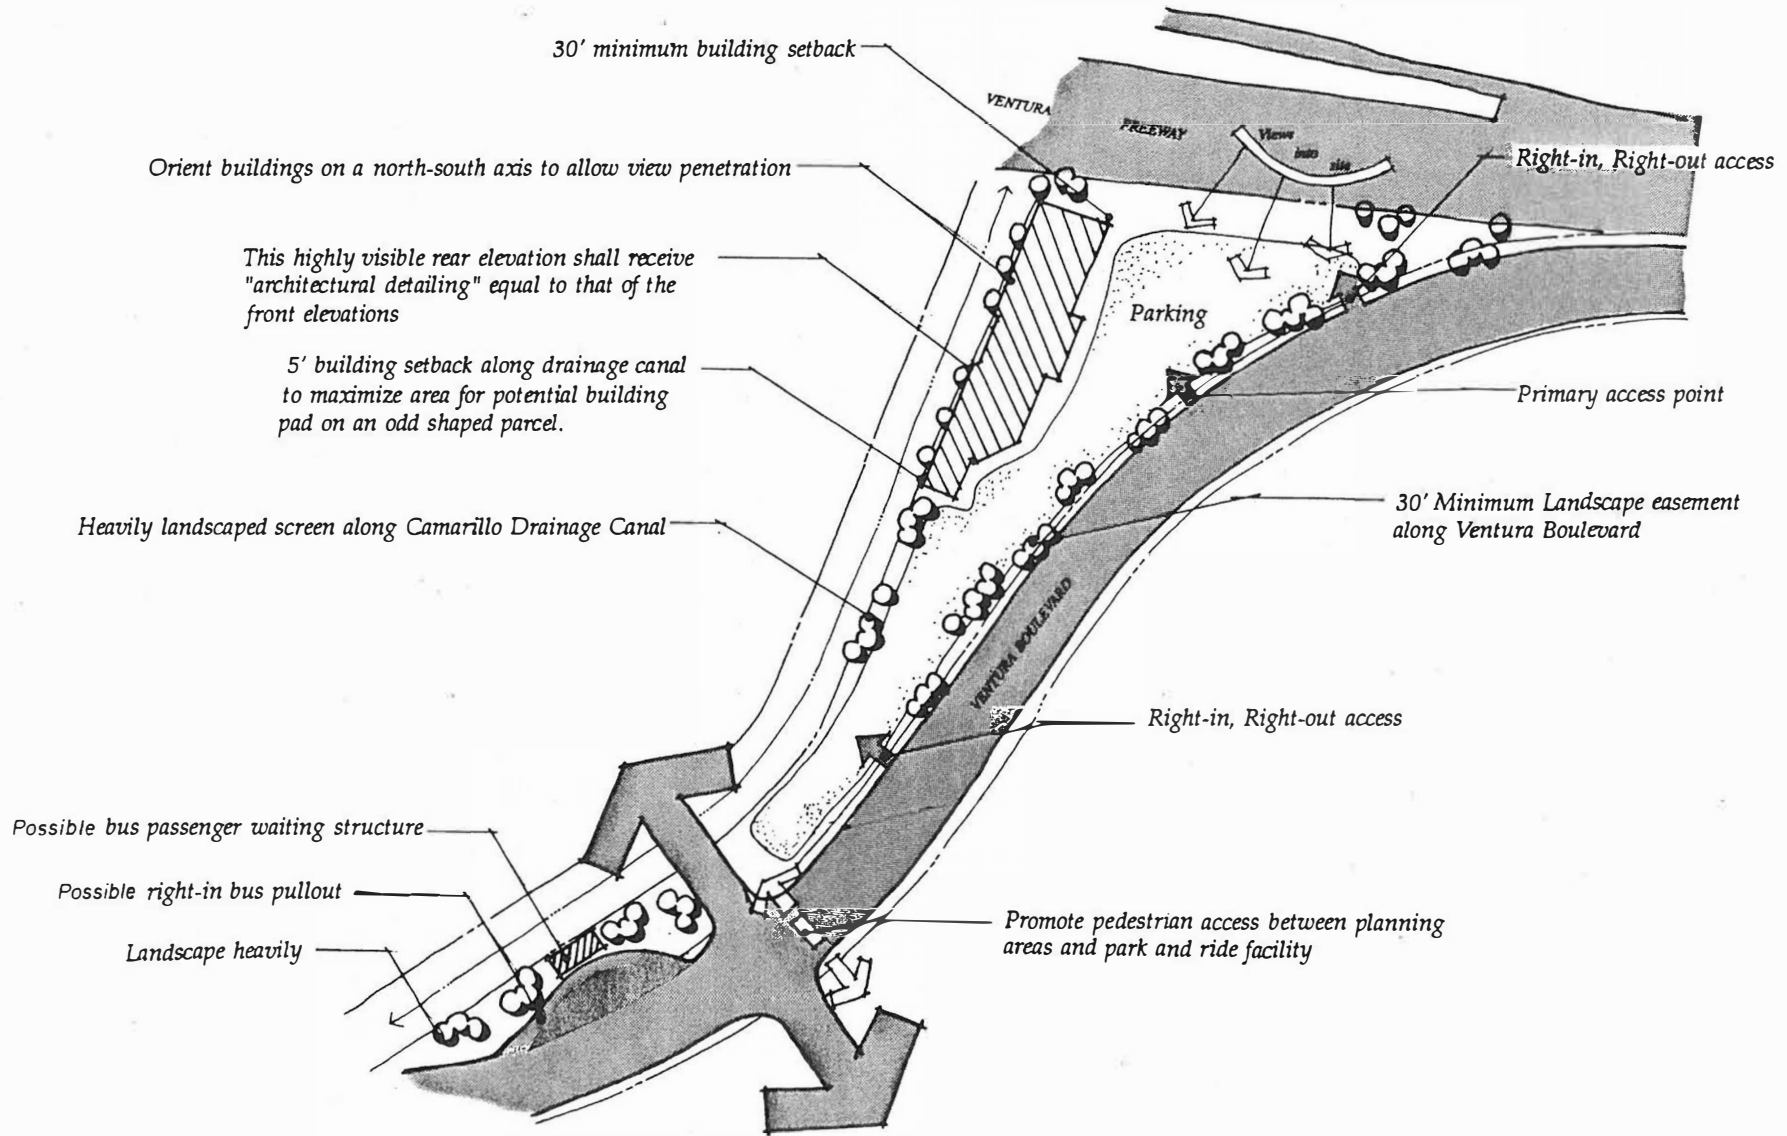 30' minimum building setback
VENTURA
FREEWAY
Views
into
site
Right-in, Right-out access
Orient buildings on a north-south axis to allow view penetration
This highly visible rear elevation shall receive
"architectural detailing" equal to that of the
front elevations
Parking
5' building setback along drainage canal
to maximize area for potential building
pad on an odd shaped parcel.
Primary access point
30' Minimum Landscape easement
along Ventura Boulevard
Heavily landscaped screen along Camarillo Drainage Canal
VENTURA BOULEVARD
Right-in, Right-out access
Possible bus passenger waiting structure
Possible right-in bus pullout
Landscape heavily
Promote pedestrian access between planning
areas and park and ride facility